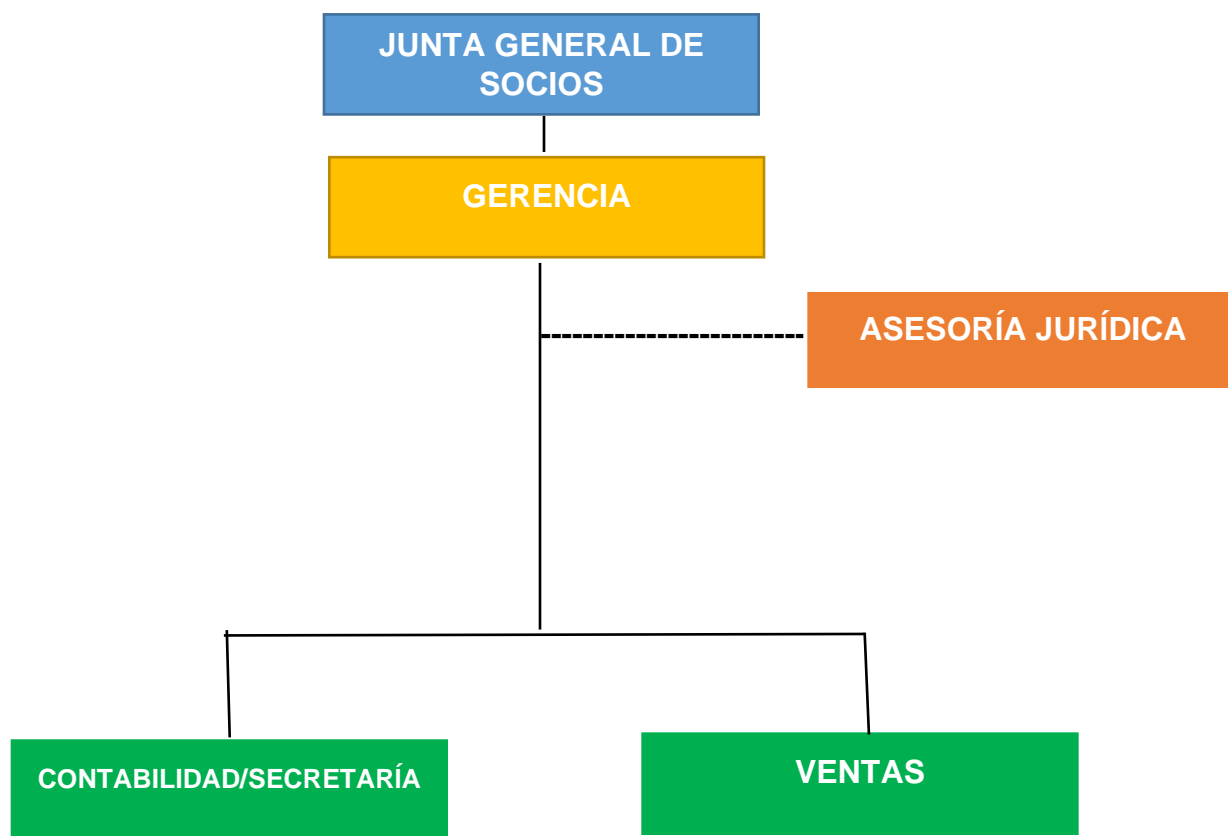 JUNTA GENERAL DE
SOCIOS
GERENCIA
ASESORÍA JURÍDICA
CONTABILIDAD/SECRETARÍA
VENTAS